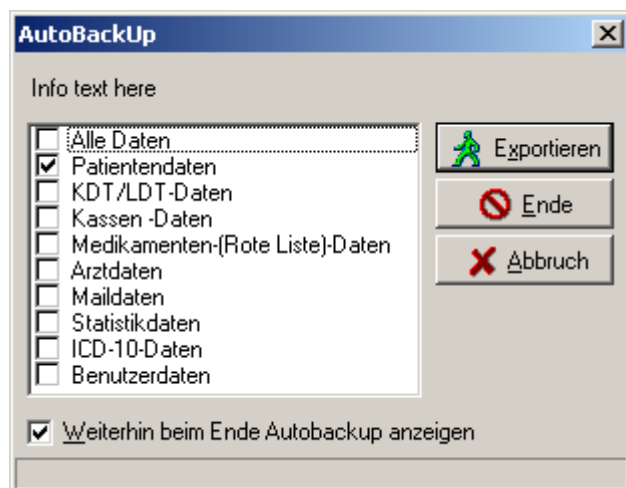 AutoBackUp
Info text here
Alle Daten
Patientendaten
KDT/LDT-Daten
Kassen -Daten
Medikamenten-(Rote Liste)-Daten
Arztdaten
Maildaten
Statistikdaten
ICD-10-Daten
Benutzerdaten
Exportieren
Ende
Abbruch
Weiterhin beim Ende Autobackup anzeigen